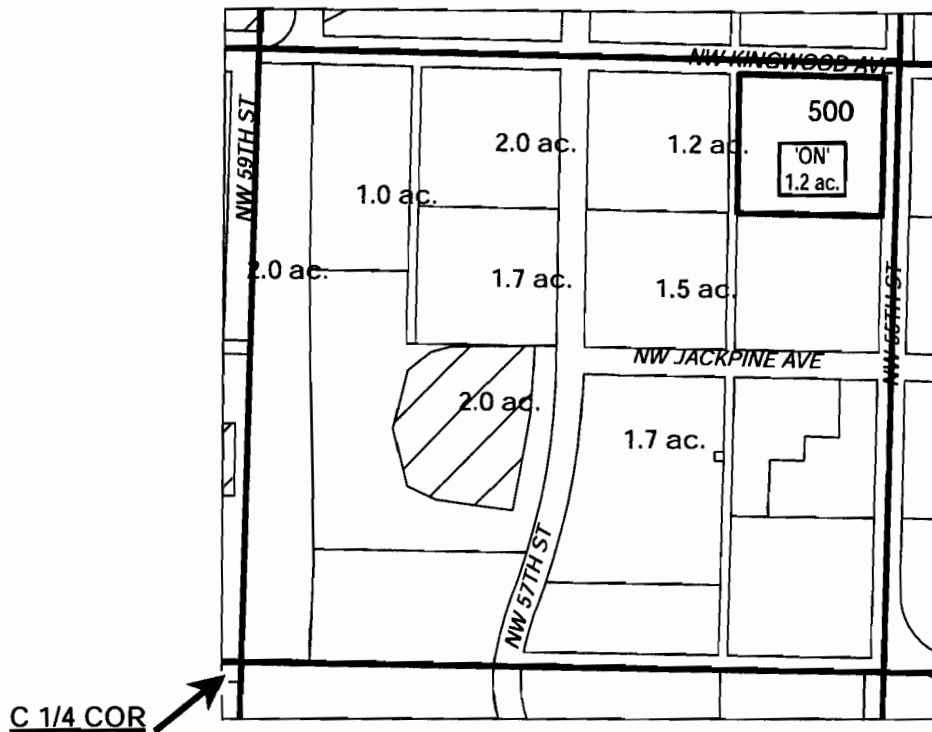 NW KINGWOOD AVE
500
2.0 ac.
1.2 ac.
'ON'
1.2 ac.
NW 59TH ST
1.0 ac.
2.0 ac.
1.7 ac.
1.5 ac.
NW 55TH ST
NW JACKPINE AVE
2.0 ac.
1.7 ac.
NW 57TH ST
C 1/4 COR